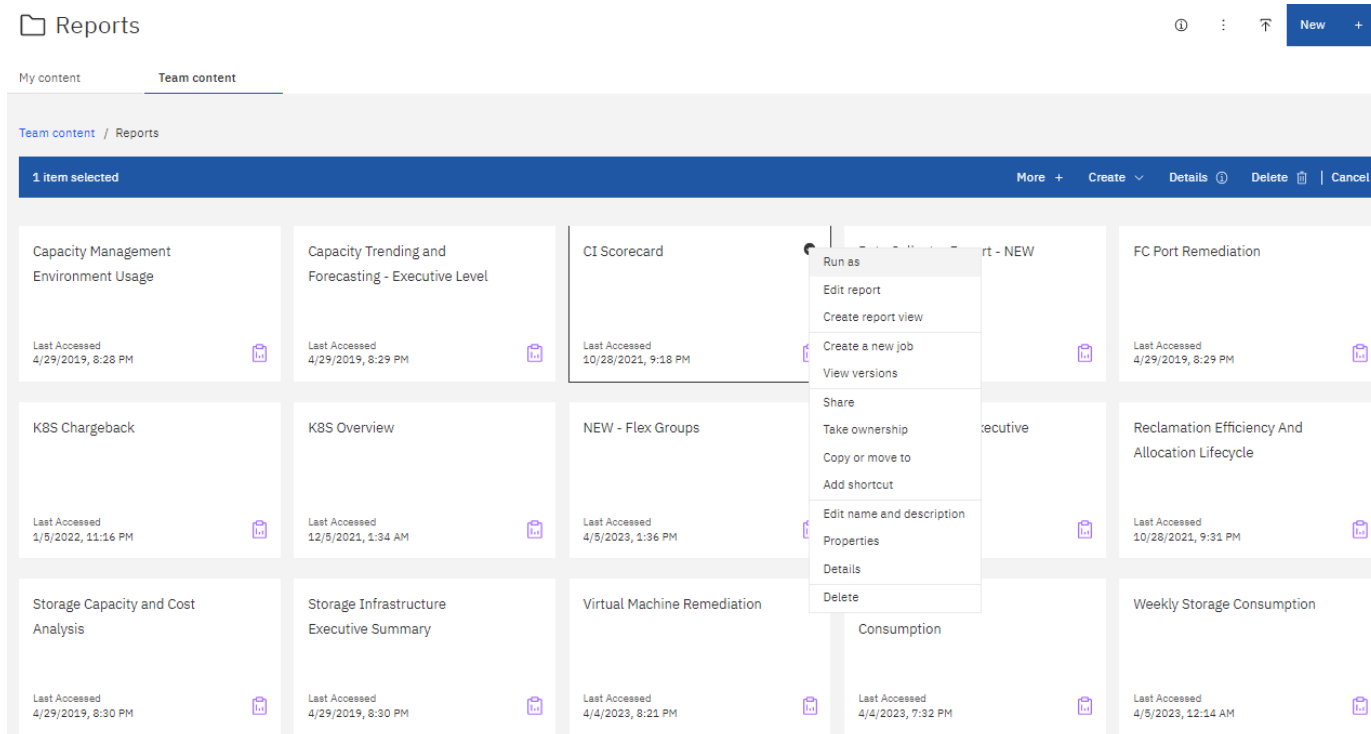 Reports
New +
My content
Team content
Team content / Reports
1 item selected
More +
Create
Details
Delete
Cancel
Capacity Management
Environment Usage
Last Accessed
4/29/2019, 8:28 PM
Capacity Trending and
Forecasting - Executive Level
Last Accessed
4/29/2019, 8:29 PM
CI Scorecard
Last Accessed
10/28/2021, 9:18 PM
rt - NEW
FC Port Remediation
Last Accessed
4/29/2019, 8:29 PM
Run as
Edit report
Create report view
Create a new job
View versions
Share
Take ownership
Copy or move to
Add shortcut
Edit name and description
Properties
Details
Delete
K8S Chargeback
Last Accessed
1/5/2022, 11:16 PM
K8S Overview
Last Accessed
12/5/2021, 1:34 AM
NEW - Flex Groups
Last Accessed
4/5/2023, 1:36 PM
ecutive
Reclamation Efficiency And
Allocation Lifecycle
Last Accessed
10/28/2021, 9:31 PM
Storage Capacity and Cost
Analysis
Last Accessed
4/29/2019, 8:30 PM
Storage Infrastructure
Executive Summary
Last Accessed
4/29/2019, 8:30 PM
Virtual Machine Remediation
Last Accessed
4/4/2023, 8:21 PM
Consumption
Last Accessed
4/4/2023, 7:32 PM
Weekly Storage Consumption
Last Accessed
4/5/2023, 12:14 AM